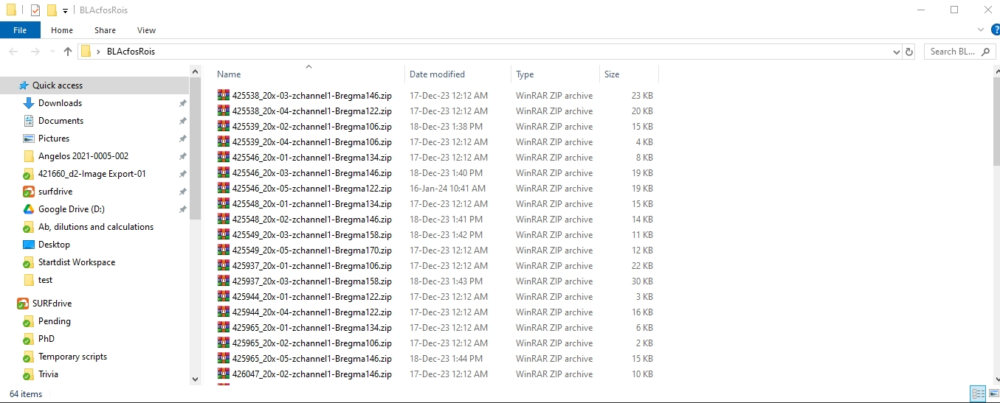 BLAcfosRois
File Home Share View
BLAcfosRois
Search BL...
Name Date modified Type Size
Quick access
Downloads
Documents
Pictures
Angelos 2021-0005-002
421660_d2-Image Export-01
surfdrive
Google Drive (D:)
Ab, dilutions and calculations
Desktop
Startdist Workspace
test
SURFdrive
Pending
PhD
Temporary scripts
Trivia
425538_20x-03-zchannel1-Bregma146.zip 17-Dec-23 12:12 AM WinRAR ZIP archive 23 KB
425538_20x-04-zchannel1-Bregma122.zip 17-Dec-23 12:12 AM WinRAR ZIP archive 20 KB
425539_20x-02-zchannel1-Bregma106.zip 18-Dec-23 1:38 PM WinRAR ZIP archive 15 KB
425539_20x-04-zchannel1-Bregma106.zip 17-Dec-23 12:12 AM WinRAR ZIP archive 4 KB
425546_20x-01-zchannel1-Bregma134.zip 17-Dec-23 12:12 AM WinRAR ZIP archive 8 KB
425546_20x-03-zchannel1-Bregma146.zip 18-Dec-23 1:40 PM WinRAR ZIP archive 19 KB
425546_20x-05-zchannel1-Bregma122.zip 16-Jan-24 10:41 AM WinRAR ZIP archive 19 KB
425548_20x-01-zchannel1-Bregma134.zip 17-Dec-23 12:12 AM WinRAR ZIP archive 15 KB
425548_20x-02-zchannel1-Bregma146.zip 18-Dec-23 1:41 PM WinRAR ZIP archive 14 KB
425549_20x-03-zchannel1-Bregma158.zip 18-Dec-23 1:42 PM WinRAR ZIP archive 11 KB
425549_20x-05-zchannel1-Bregma170.zip 17-Dec-23 12:12 AM WinRAR ZIP archive 12 KB
425937_20x-01-zchannel1-Bregma106.zip 17-Dec-23 12:12 AM WinRAR ZIP archive 22 KB
425937_20x-03-zchannel1-Bregma158.zip 18-Dec-23 1:43 PM WinRAR ZIP archive 30 KB
425944_20x-01-zchannel1-Bregma122.zip 17-Dec-23 12:12 AM WinRAR ZIP archive 3 KB
425944_20x-04-zchannel1-Bregma122.zip 17-Dec-23 12:12 AM WinRAR ZIP archive 16 KB
425965_20x-01-zchannel1-Bregma134.zip 17-Dec-23 12:12 AM WinRAR ZIP archive 6 KB
425965_20x-02-zchannel1-Bregma106.zip 17-Dec-23 12:12 AM WinRAR ZIP archive 2 KB
425965_20x-05-zchannel1-Bregma146.zip 18-Dec-23 1:44 PM WinRAR ZIP archive 15 KB
426047_20x-02-zchannel1-Bregma146.zip 17-Dec-23 12:12 AM WinRAR ZIP archive 10 KB
64 items